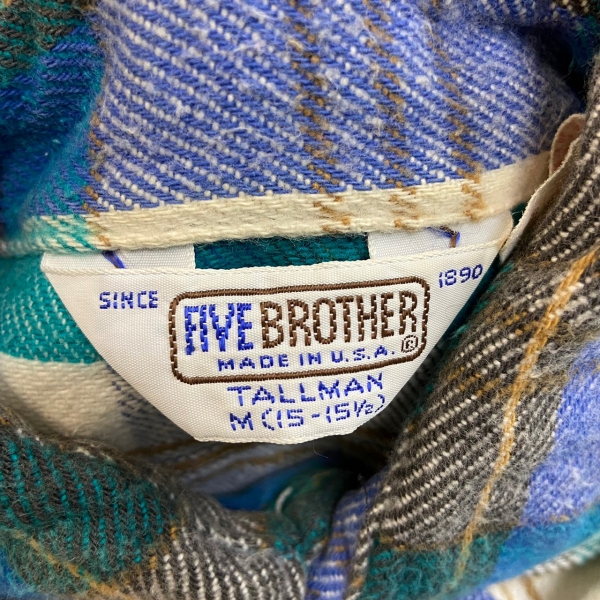 SINCE 1890
FIVE BROTHER
MADE IN U.S.A. ®
TALLMAN
M (15-15½)